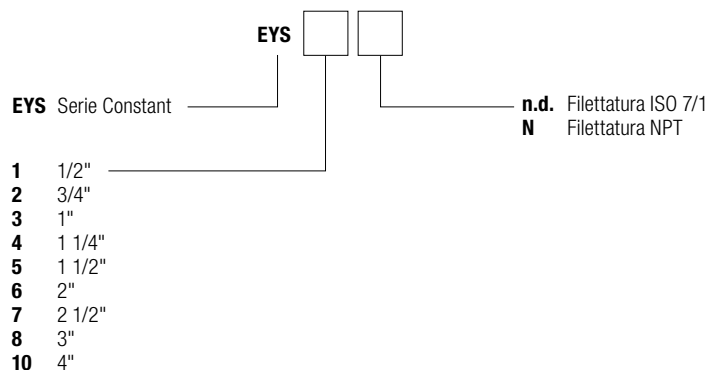 EYS
EYS Serie Constant
n.d. Filettatura ISO 7/1
N Filettatura NPT
1 1/2"
2 3/4"
3 1"
4 1 1/4"
5 1 1/2"
6 2"
7 2 1/2"
8 3"
10 4"